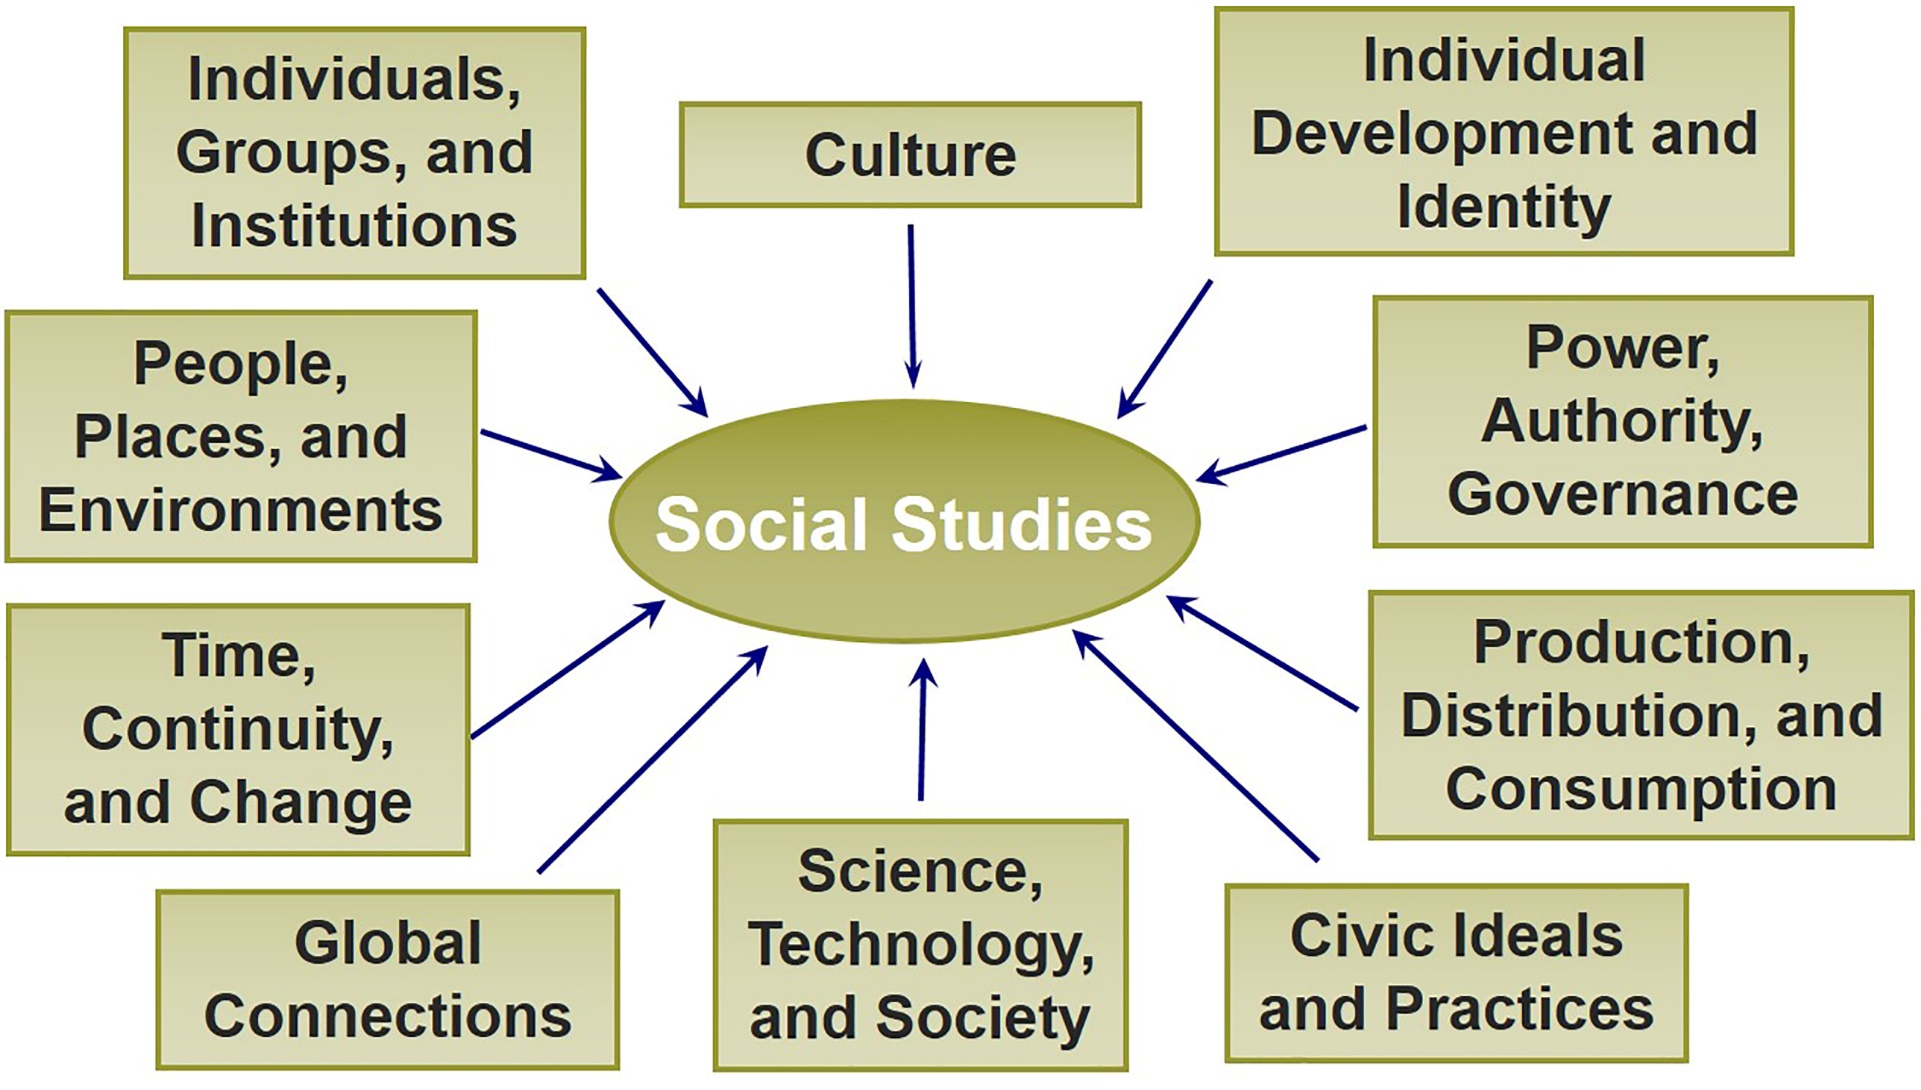 Individuals,
Groups, and
Institutions
Culture
Individual
Development and
Identity
People,
Places, and
Environments
Power,
Authority,
Governance
Social Studies
Time,
Continuity,
and Change
Production,
Distribution, and
Consumption
Global
Connections
Science,
Technology,
and Society
Civic Ideals
and Practices